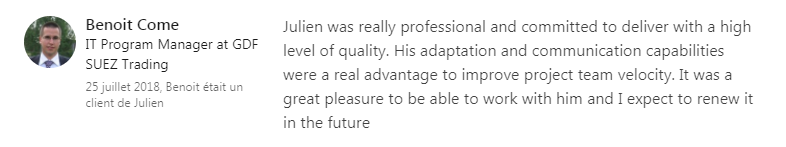 Benoit Come
IT Program Manager at GDF
SUEZ Trading
25 juillet 2018, Benoit était un
client de Julien
Julien was really professional and committed to deliver with a high
level of quality. His adaptation and communication capabilities
were a real advantage to improve project team velocity. It was a
great pleasure to be able to work with him and I expect to renew it
in the future